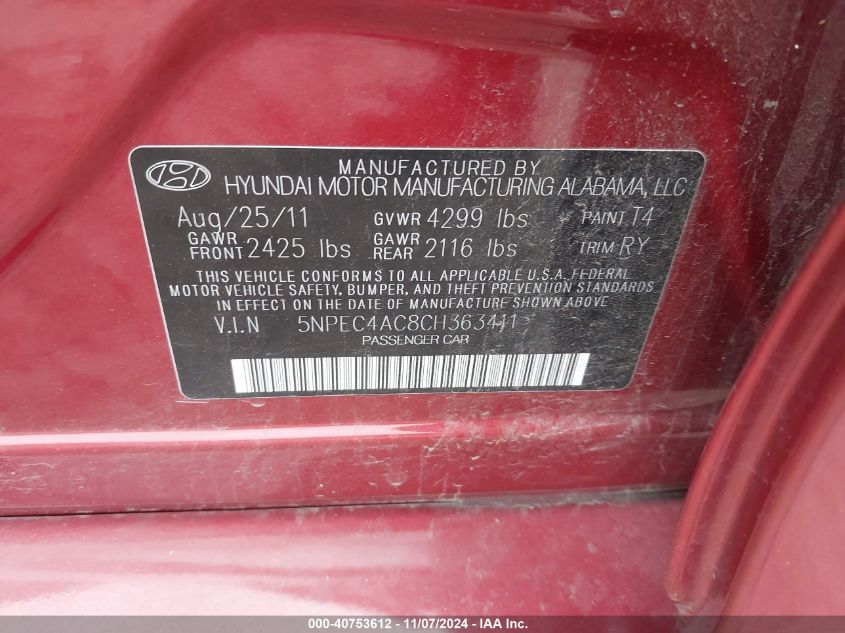 MANUFACTURED BY
HYUNDAI MOTOR MANUFACTURING ALABAMA, LLC
Aug/25/11 GVWR 4299 lbs PAINT T4
GAWR FRONT 2425 lbs GAWR REAR 2116 lbs TRIM RY
THIS VEHICLE CONFORMS TO ALL APPLICABLE U.S.A. FEDERAL
MOTOR VEHICLE SAFETY, BUMPER, AND THEFT PREVENTION STANDARDS
IN EFFECT ON THE DATE OF MANUFACTURE SHOWN ABOVE
V.I.N 5NPEC4AC8CH363411
PASSENGER CAR
000-40753612 - 11/07/2024 - IAA Inc.